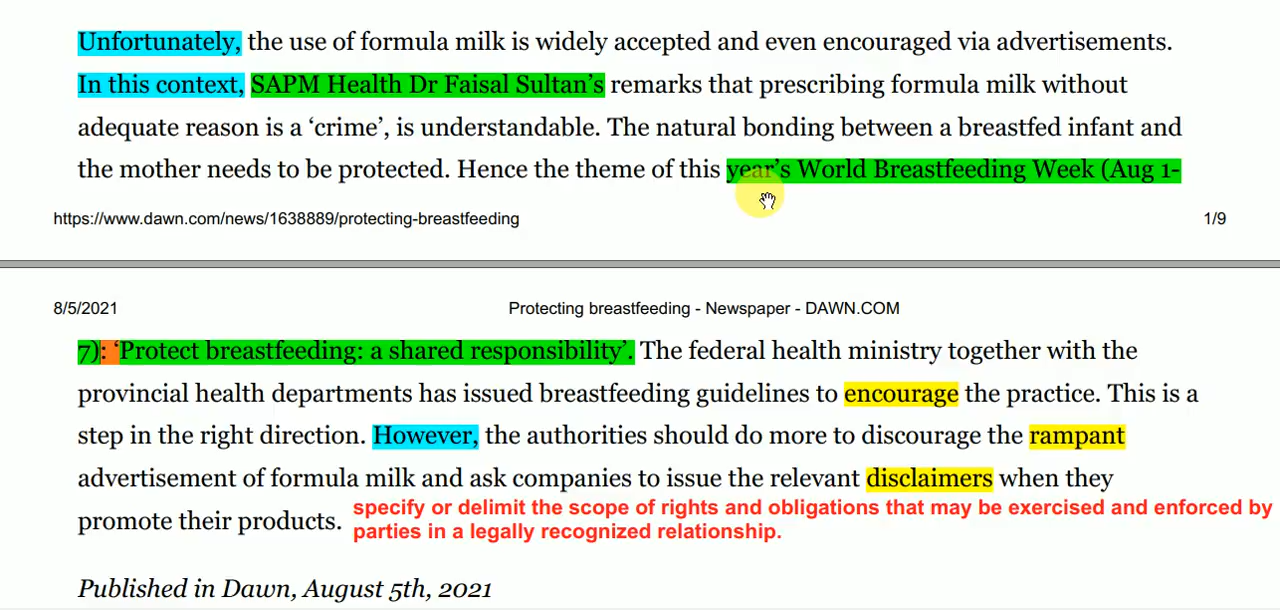 Unfortunately, the use of formula milk is widely accepted and even encouraged via advertisements.
In this context, SAPM Health Dr Faisal Sultan’s remarks that prescribing formula milk without
adequate reason is a ‘crime’, is understandable. The natural bonding between a breastfed infant and
the mother needs to be protected. Hence the theme of this year’s World Breastfeeding Week (Aug 1-
https://www.dawn.com/news/1638889/protecting-breastfeeding 1/9
8/5/2021 Protecting breastfeeding - Newspaper - DAWN.COM
7): ‘Protect breastfeeding: a shared responsibility’. The federal health ministry together with the
provincial health departments has issued breastfeeding guidelines to encourage the practice. This is a
step in the right direction. However, the authorities should do more to discourage the rampant
advertisement of formula milk and ask companies to issue the relevant disclaimers when they
promote their products.
specify or delimit the scope of rights and obligations that may be exercised and enforced by
parties in a legally recognized relationship.
Published in Dawn, August 5th, 2021